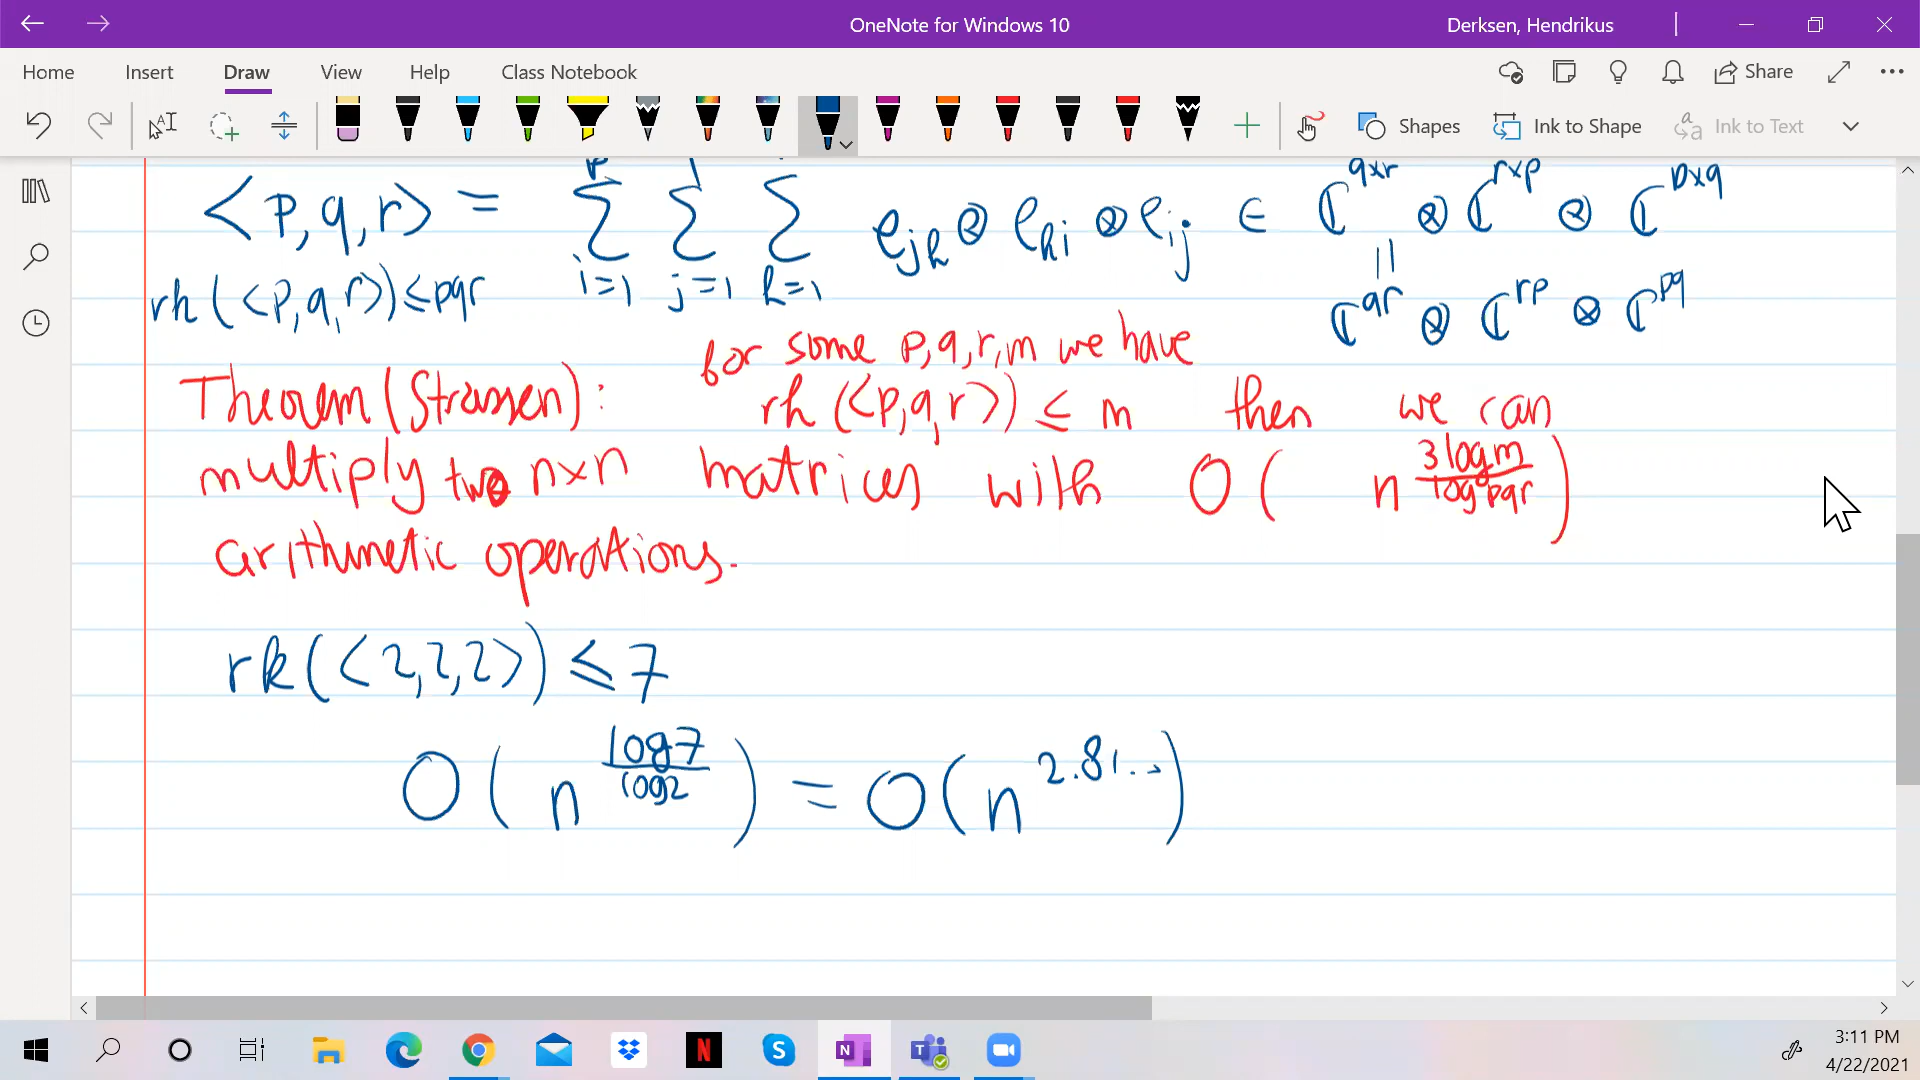 OneNote for Windows 10
Derksen, Hendrikus
Home Insert Draw View Help Class Notebook
Share
Shapes Ink to Shape Ink to Text
<p,q,r> = Σ Σ Σ e_jk ⊗ e_ki ⊗ e_ij ∈ ℂ^{q×r} ⊗ ℂ^{r×p} ⊗ ℂ^{p×q}
i=1 j=1 k=1
rk(<p,q,r>) ≤ pqr
= ℂ^{qr} ⊗ ℂ^{rp} ⊗ ℂ^{pq}
for some p,q,r,m we have
Theorem (Strassen): rk(<p,q,r>) ≤ m then we can
multiply two n×n matrices with O( n^{3 log m / log pqr} )
arithmetic operations.
rk(<2,2,2>) ≤ 7
O( n^{log 7 / log 2} ) = O( n^{2.81...} )
3:11 PM
4/22/2021